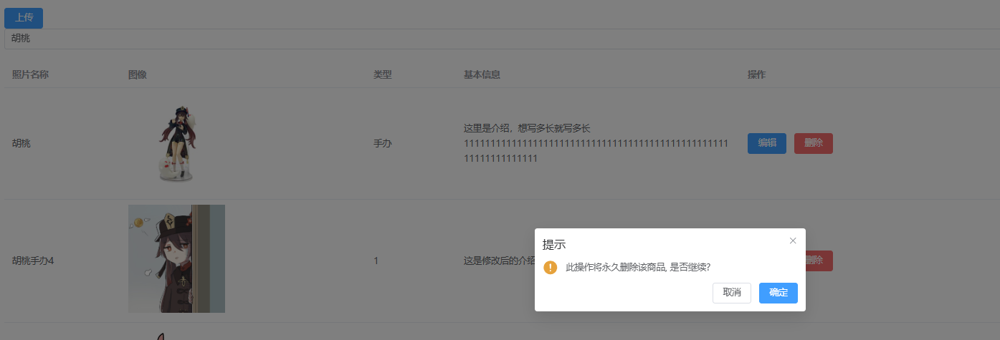 上传
胡桃
照片名称 图像 类型 基本信息 操作
胡桃 手办 编辑 删除
这里是介绍，想写多长就写多长
11111111111111111111111111111111111111111111111111
11111111111111
胡桃手办4 1 这是修改后的介绍 删除
提示
此操作将永久删除该商品, 是否继续?
取消 确定